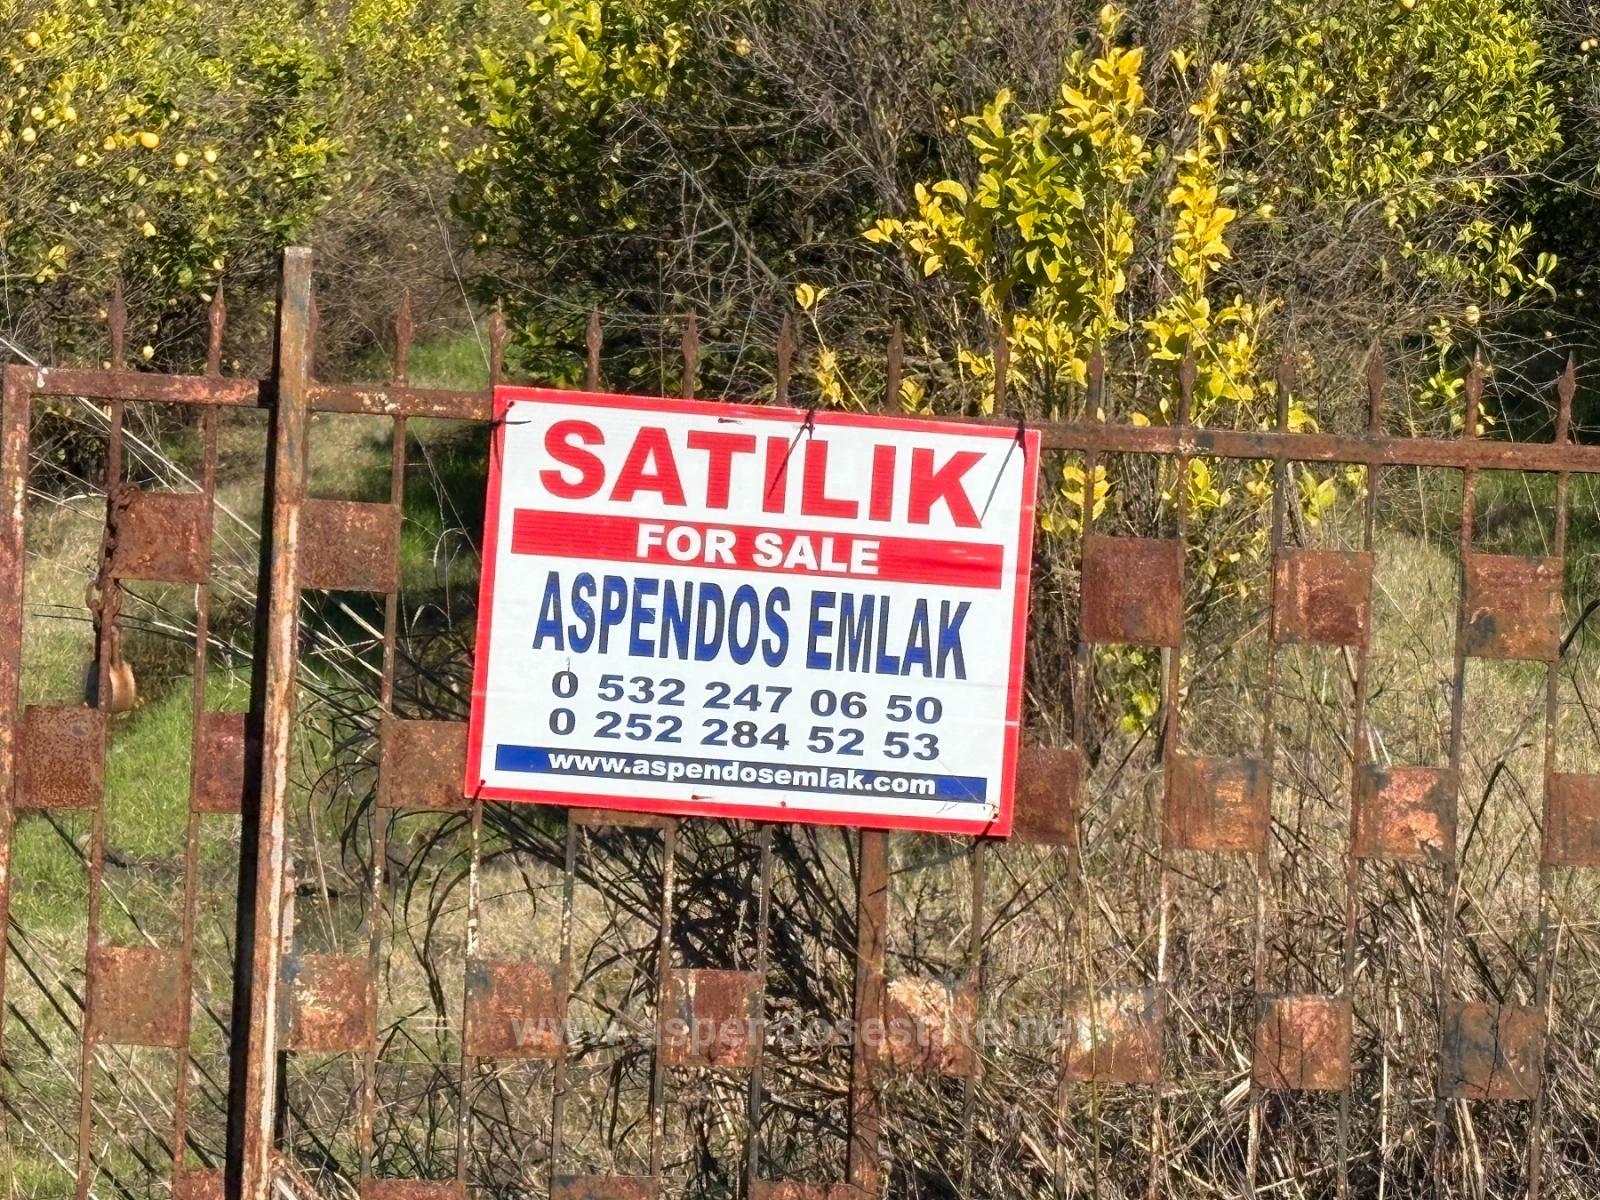 SATILIK
FOR SALE
ASPENDOS EMLAK
0 532 247 06 50
0 252 284 52 53
www.aspendosemlak.com
www.aspendosestate.net